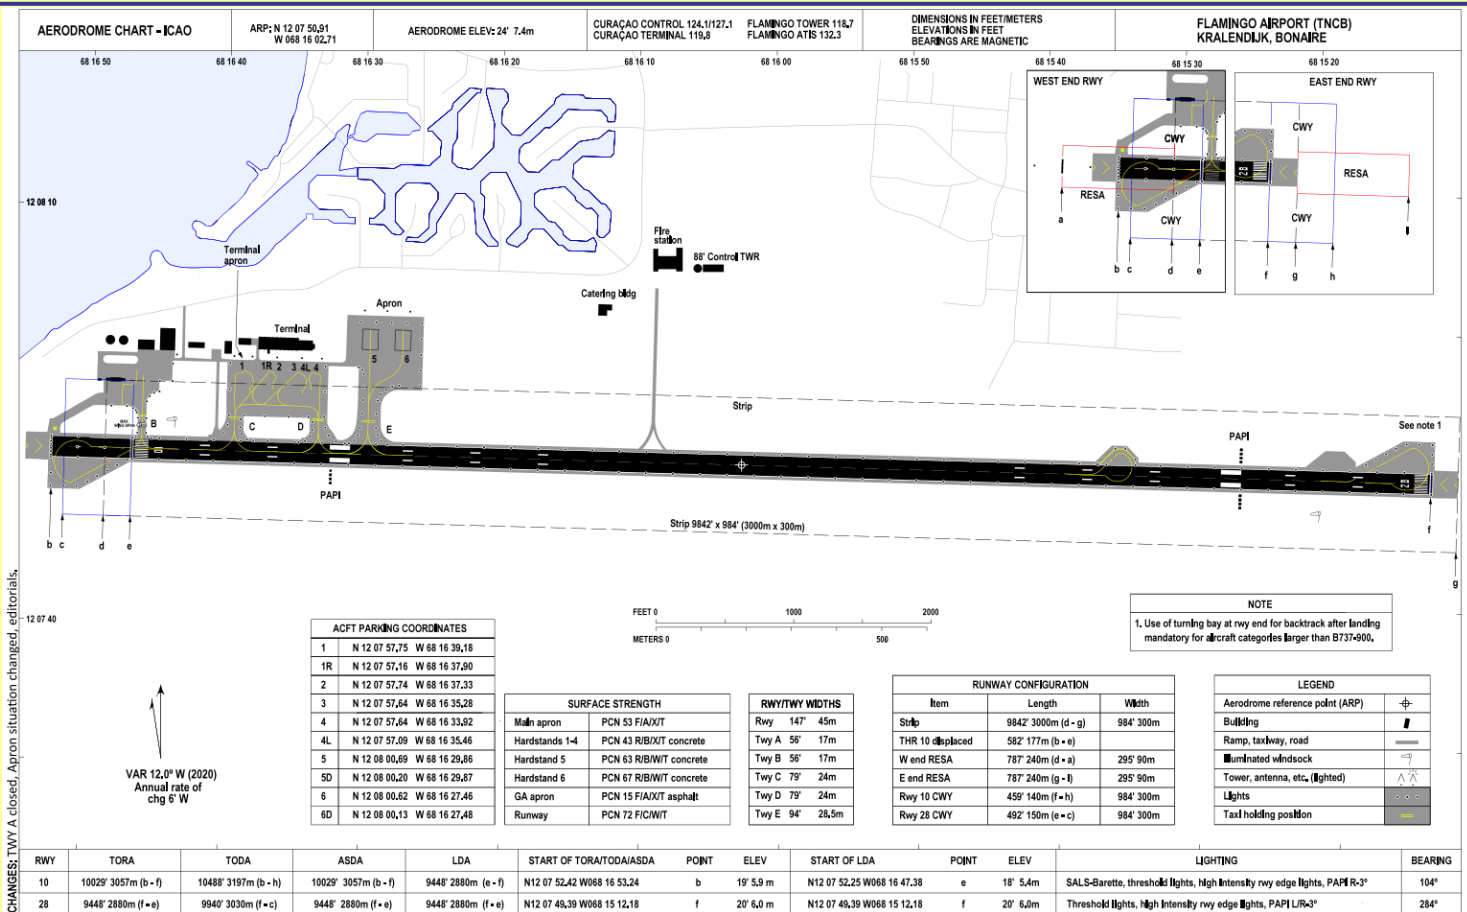 AERODROME CHART - ICAO
ARP: N 12 07 50.91
W 068 16 02.71
AERODROME ELEV: 24' 7.4m
CURAÇAO CONTROL 124.1/127.1 FLAMINGO TOWER 118.7
CURAÇAO TERMINAL 119.8 FLAMINGO ATIS 132.3
DIMENSIONS IN FEET/METERS
ELEVATIONS IN FEET
BEARINGS ARE MAGNETIC
FLAMINGO AIRPORT (TNCB)
KRALENDIJK, BONAIRE
68 16 50 68 16 40 68 16 30 68 16 20 68 16 10 68 16 00 68 15 50 68 15 40 68 15 30 68 15 20
WEST END RWY
EAST END RWY
CWY
CWY
RESA
RESA
28
CWY
CWY
a
b c d e f g h i
12 08 10
Terminal
apron
Fire
station
88' Control TWR
Catering bldg
Apron
Terminal
1 1R 2 3 4L 4 5 6
Strip
B C D E
See note 1
PAPI
10
28
PAPI
Strip 9842' x 984' (3000m x 300m)
b c d e
f
g
12 07 40
FEET 0 1000 2000
METERS 0 500
NOTE
1. Use of turning bay at rwy end for backtrack after landing
mandatory for aircraft categories larger than B737-900.
VAR 12.0° W (2020)
Annual rate of
chg 6' W
ACFT PARKING COORDINATES
1 N 12 07 57.75 W 68 16 39.18
1R N 12 07 57.16 W 68 16 37.90
2 N 12 07 57.74 W 68 16 37.33
3 N 12 07 57.64 W 68 16 35.28
4 N 12 07 57.64 W 68 16 33.92
4L N 12 07 57.09 W 68 16 35.46
5 N 12 08 00.69 W 68 16 29.86
5D N 12 08 00.20 W 68 16 29.87
6 N 12 08 00.62 W 68 16 27.46
6D N 12 08 00.13 W 68 16 27.48
SURFACE STRENGTH
Main apron PCN 53 F/A/X/T
Hardstands 1-4 PCN 43 R/B/X/T concrete
Hardstand 5 PCN 63 R/B/W/T concrete
Hardstand 6 PCN 67 R/B/W/T concrete
GA apron PCN 15 F/A/X/T asphalt
Runway PCN 72 F/C/W/T
RWY/TWY WIDTHS
Rwy 147' 45m
Twy A 56' 17m
Twy B 56' 17m
Twy C 79' 24m
Twy D 79' 24m
Twy E 94' 28.5m
RUNWAY CONFIGURATION
Item Length Width
Strip 9842' 3000m (d - g) 984' 300m
THR 10 displaced 582' 177m (b - e)
W end RESA 787' 240m (d - a) 295' 90m
E end RESA 787' 240m (g - i) 295' 90m
Rwy 10 CWY 459' 140m (f - h) 984' 300m
Rwy 28 CWY 492' 150m (e - c) 984' 300m
LEGEND
Aerodrome reference point (ARP)
Building
Ramp, taxiway, road
Illuminated windsock
Tower, antenna, etc. (lighted)
Lights
Taxi holding position
RWY TORA TODA ASDA LDA START OF TORA/TODA/ASDA POINT ELEV START OF LDA POINT ELEV LIGHTING BEARING
10 10029' 3057m (b - f) 10488' 3197m (b - h) 10029' 3057m (b - f) 9448' 2880m (e - f) N12 07 52.42 W068 16 53.24 b 19' 5.9 m N12 07 52.25 W068 16 47.38 e 18' 5.4m SALS-Barette, threshold lights, high intensity rwy edge lights, PAPI R-3° 104°
28 9448' 2880m (f - e) 9940' 3030m (f - c) 9448' 2880m (f - e) 9448' 2880m (f - e) N12 07 49.39 W068 15 12.18 f 20' 6.0 m N12 07 49.39 W068 15 12.18 f 20' 6.0m Threshold lights, high intensity rwy edge lights, PAPI L/R-3° 284°
CHANGES: TWY A closed, Apron situation changed, editorials.